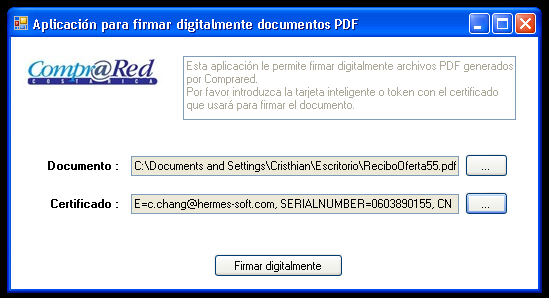 Aplicación para firmar digitalmente documentos PDF
Compr@Red
COSTARICA
Esta aplicación le permite firmar digitalmente archivos PDF generados
por Comprared.
Por favor introduzca la tarjeta inteligente o token con el certificado
que usará para firmar el documento.
Documento : C:\Documents and Settings\Cristhian\Escritorio\ReciboOferta55.pdf ...
Certificado : E=c.chang@hermes-soft.com, SERIALNUMBER=0603890155, CN ...
Firmar digitalmente